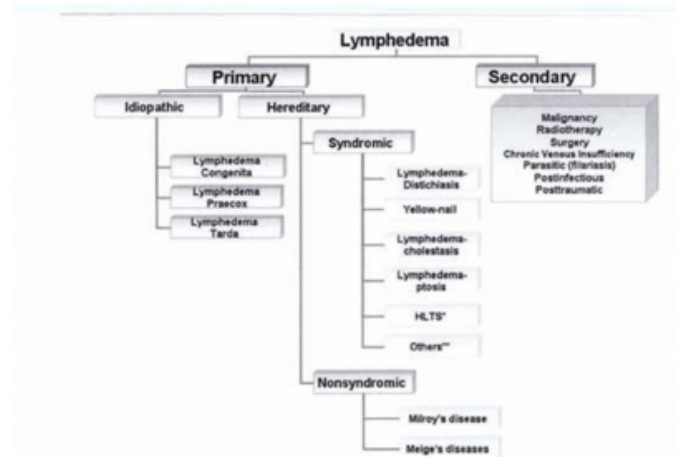 Lymphedema
Primary
Secondary
Idiopathic
Hereditary
Malignancy
Radiotherapy
Surgery
Chronic Venous Insufficiency
Parasitic (filariasis)
Postinfectious
Posttraumatic
Syndromic
Lymphedema
Congenita
Lymphedema
Praecox
Lymphedema
Tarda
Lymphedema-
Distichiasis
Yellow-nail
Lymphedema-
cholestasis
Lymphedema-
ptosis
HLTS*
Others**
Nonsyndromic
Milroy's disease
Meige's diseases